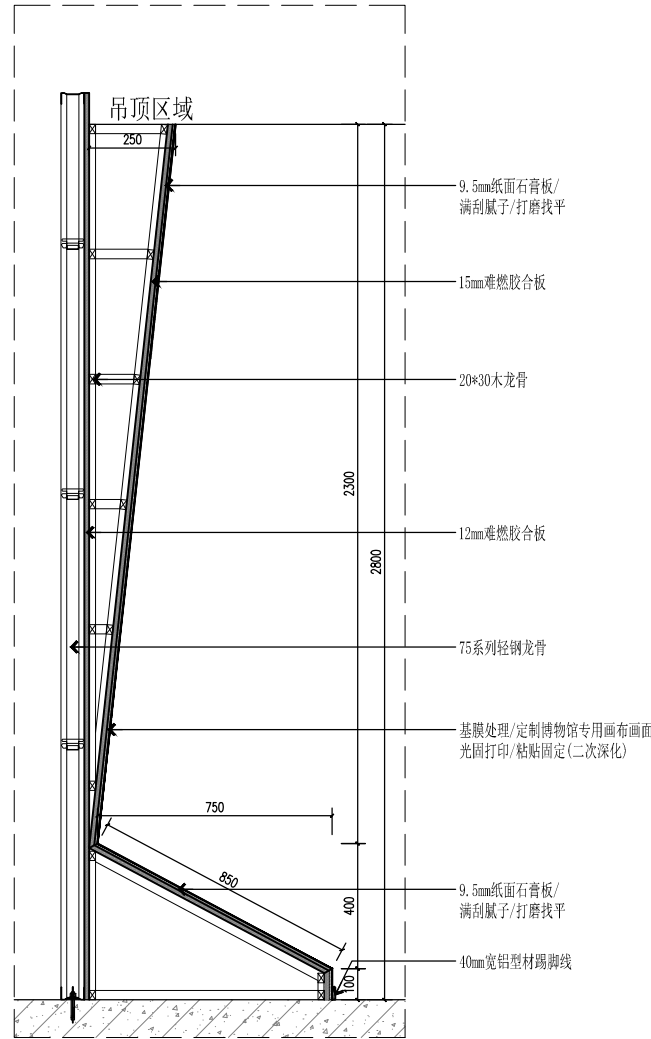 吊顶区域
250
9.5mm纸面石膏板/
满刮腻子/打磨找平
15mm难燃胶合板
20*30木龙骨
2300
12mm难燃胶合板
2800
75系列轻钢龙骨
基膜处理/定制博物馆专用画布画面
光固打印/粘贴固定(二次深化)
750
850
9.5mm纸面石膏板/
满刮腻子/打磨找平
400
40mm宽铝型材踢脚线
100